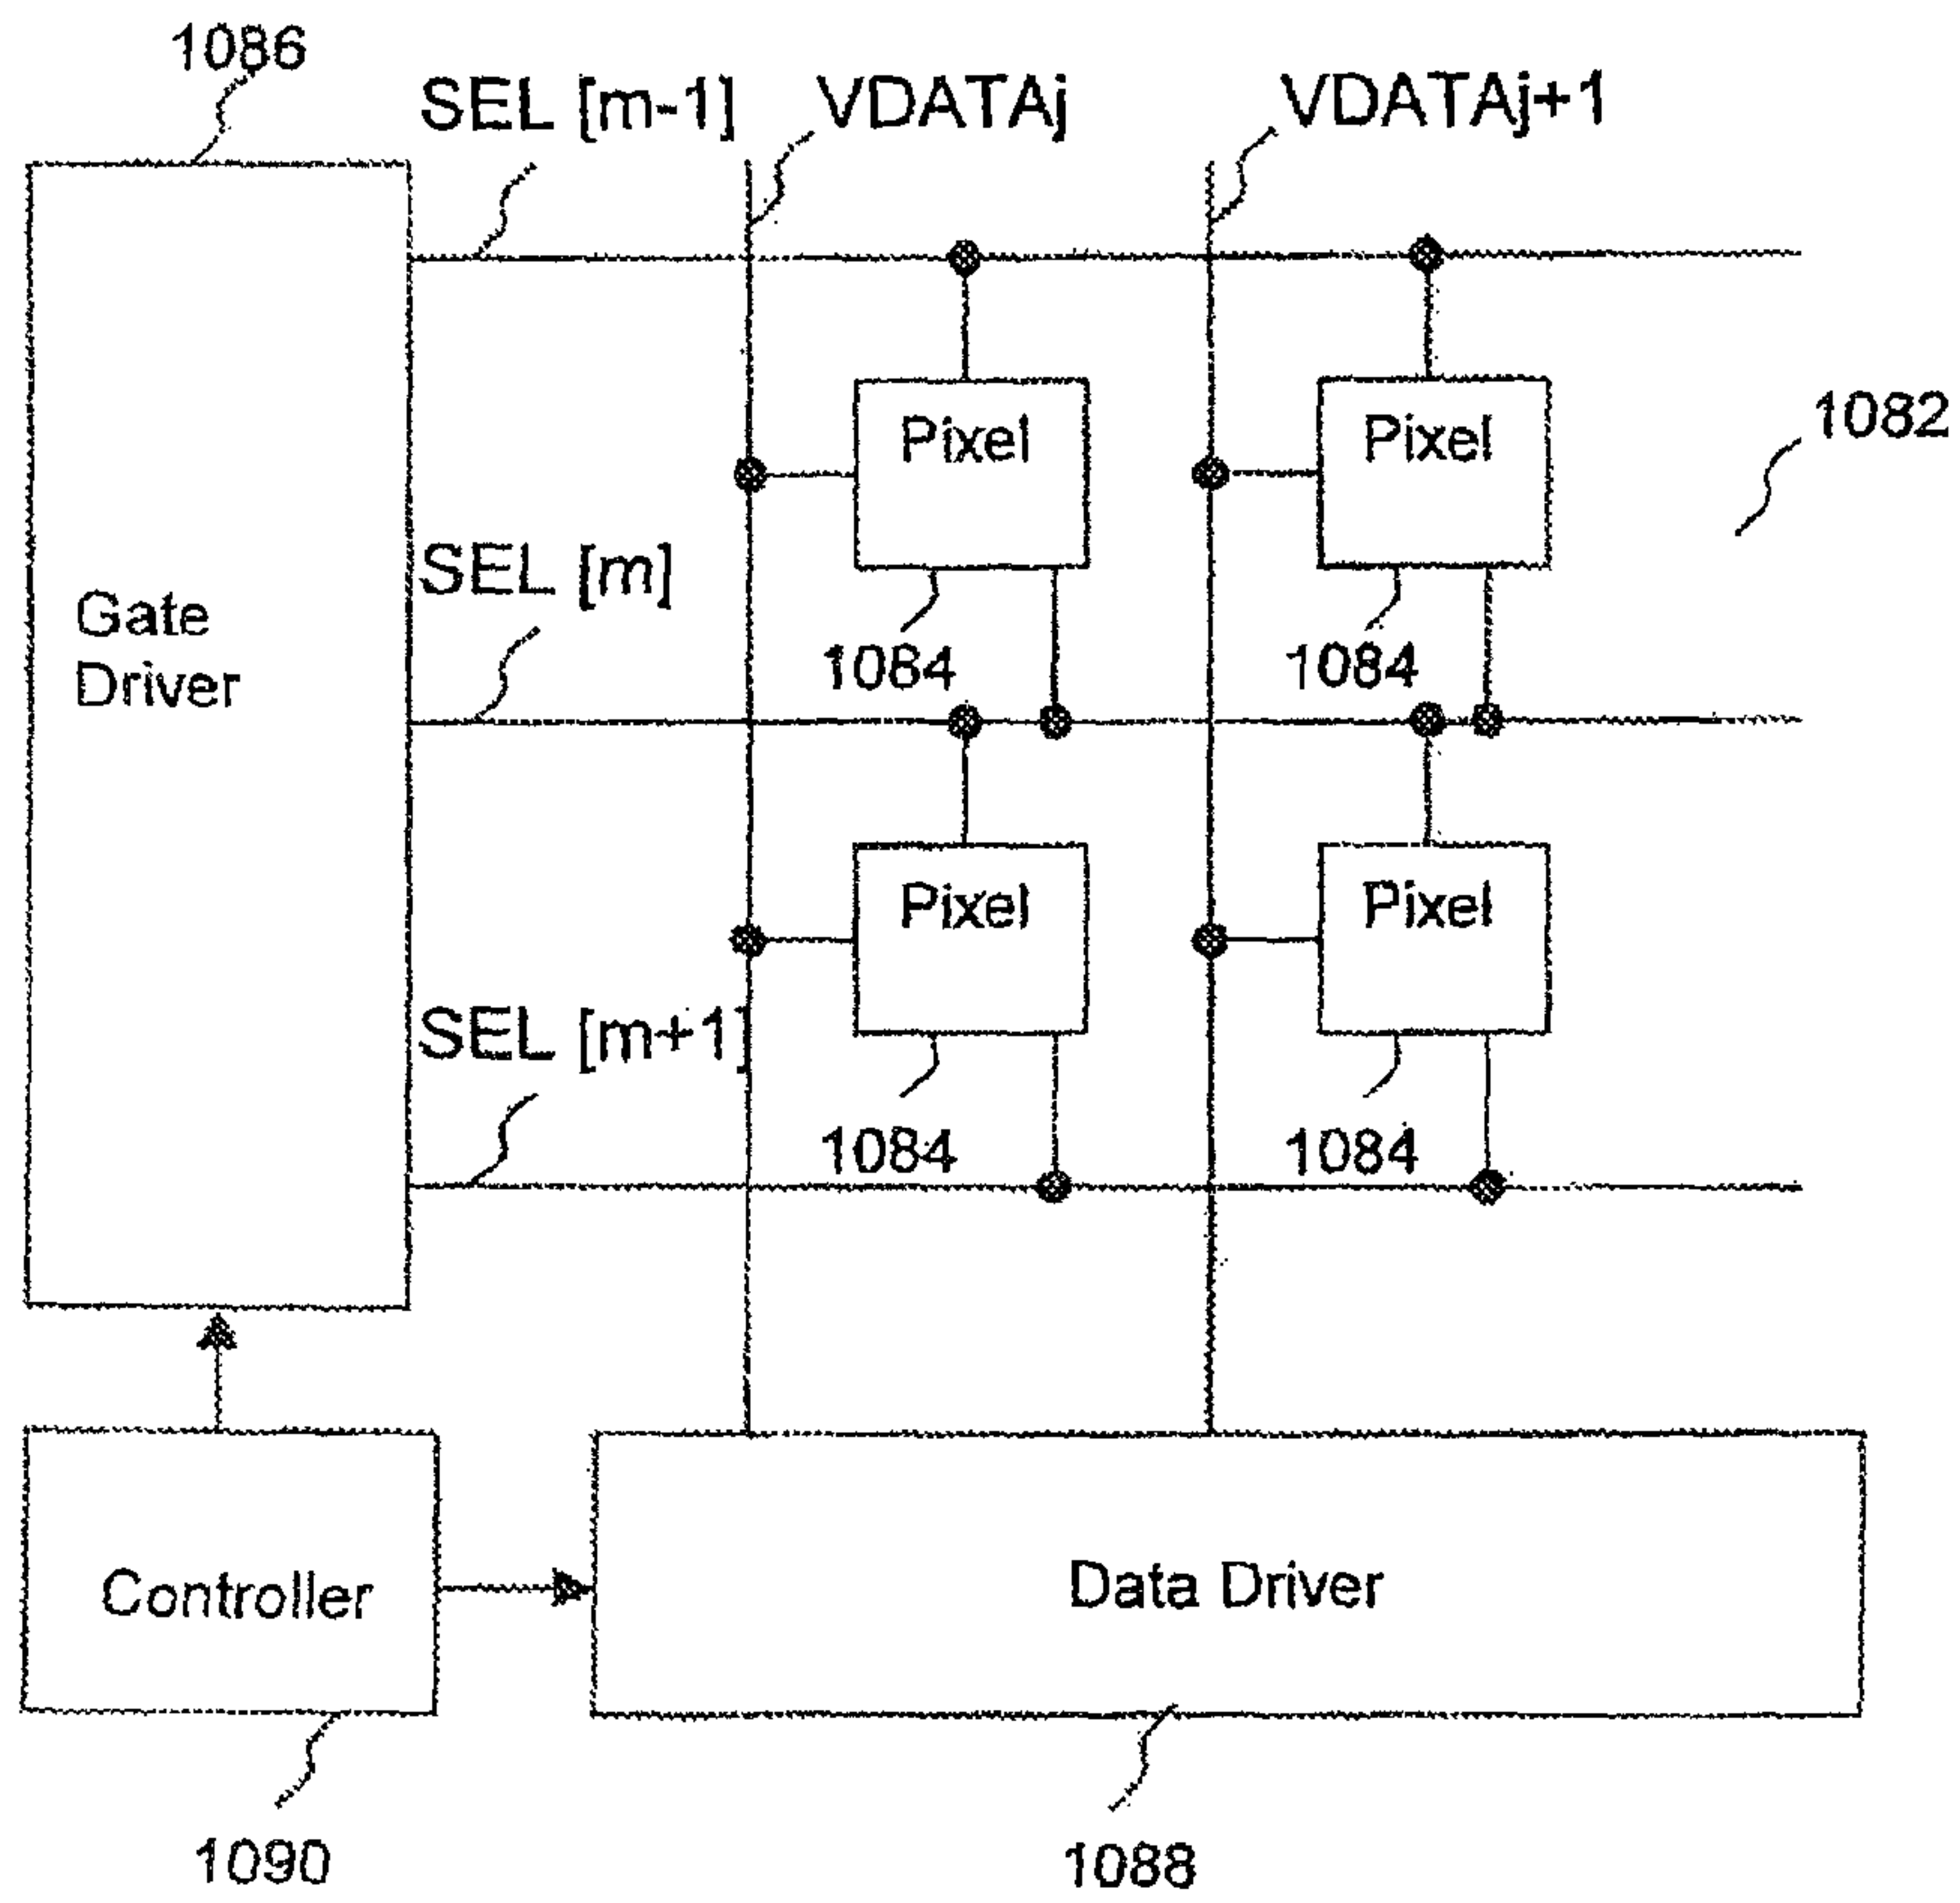 1086
SEL [m-1]
VDATAj
VDATAj+1
Pixel
Pixel
1082
SEL [m]
Gate
Driver
1084
1084
Pixel
Pixel
SEL [m+1]
1084
1084
Controller
Data Driver
1090
1088